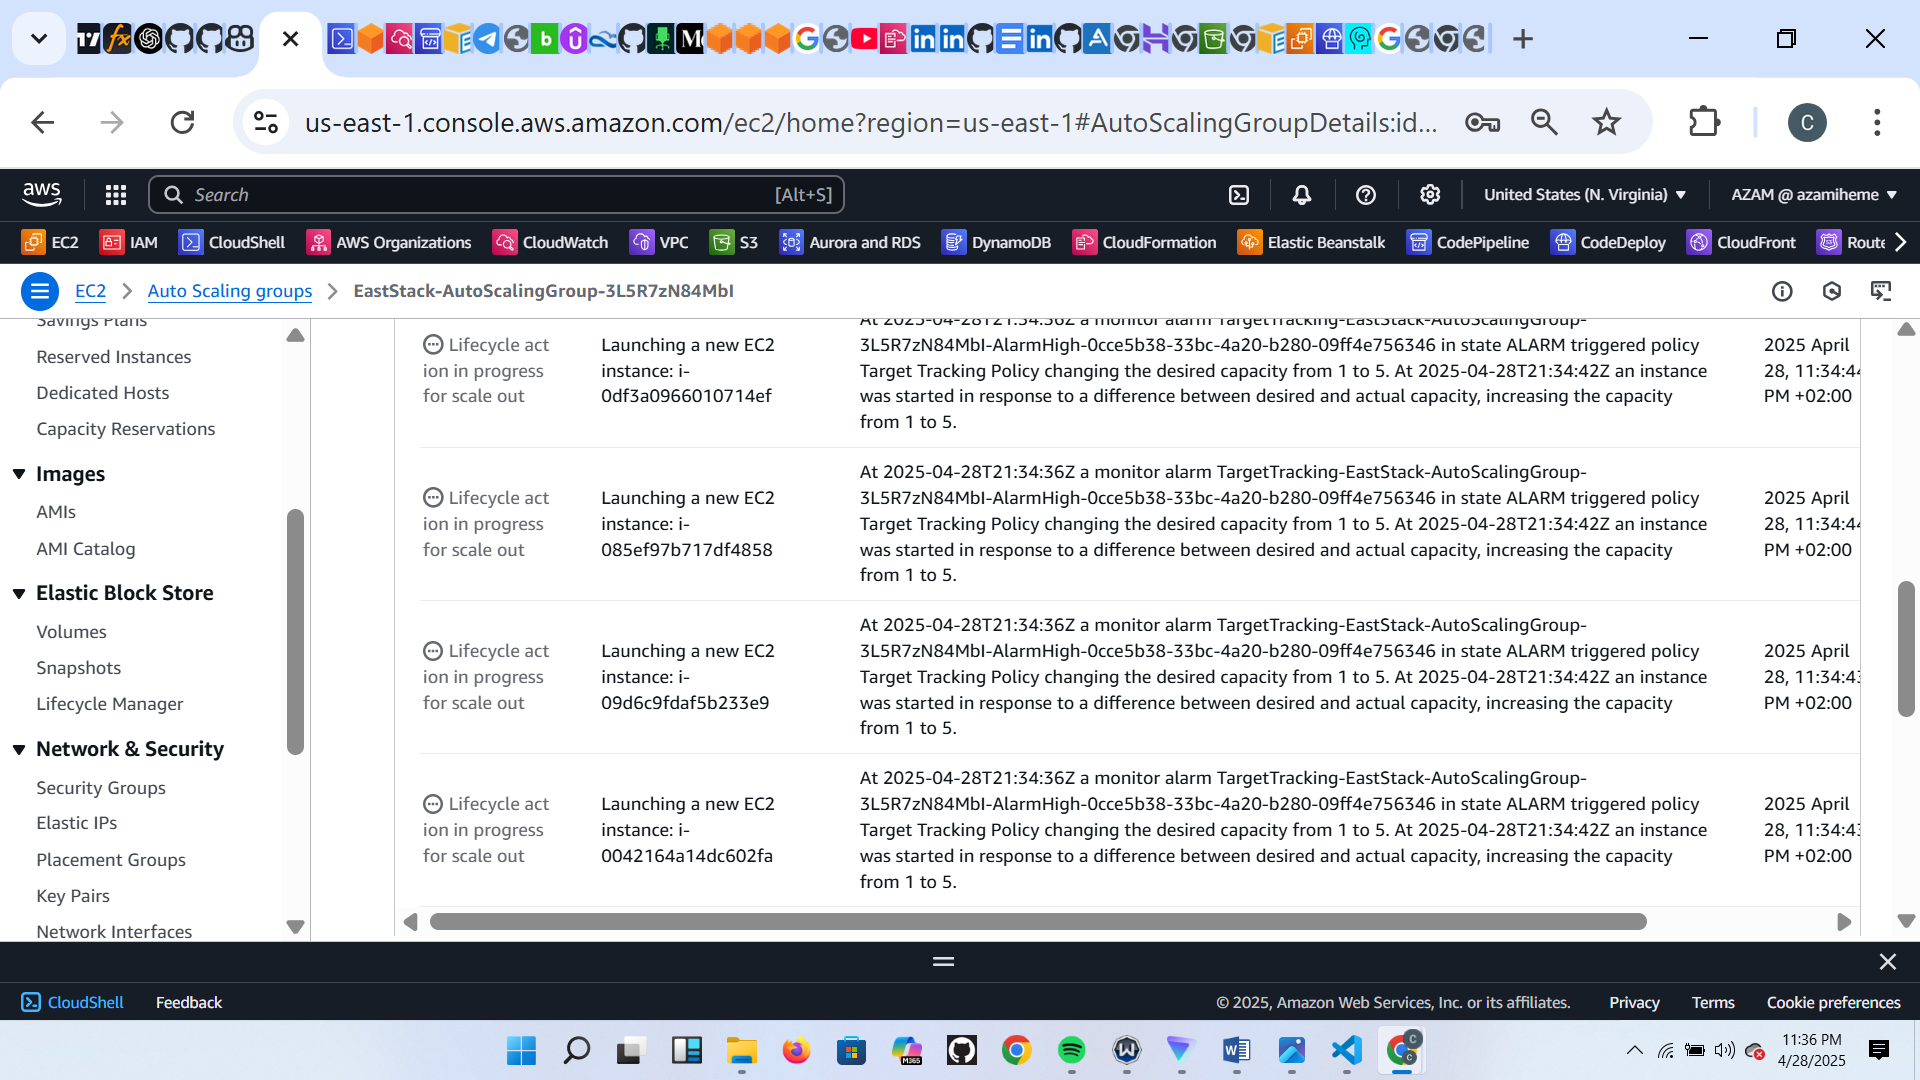 us-east-1.console.aws.amazon.com/ec2/home?region=us-east-1#AutoScalingGroupDetails:id...
C
aws
Search
[Alt+S]
United States (N. Virginia)
AZAM @ azamiheme
EC2
IAM
CloudShell
AWS Organizations
CloudWatch
VPC
S3
Aurora and RDS
DynamoDB
CloudFormation
Elastic Beanstalk
CodePipeline
CodeDeploy
CloudFront
Route
EC2 > Auto Scaling groups > EastStack-AutoScalingGroup-3L5R7zN84MbI
Savings Plans
Reserved Instances
Dedicated Hosts
Capacity Reservations
Images
AMIs
AMI Catalog
Elastic Block Store
Volumes
Snapshots
Lifecycle Manager
Network & Security
Security Groups
Elastic IPs
Placement Groups
Key Pairs
Network Interfaces
Lifecycle act
ion in progress
for scale out
Launching a new EC2
instance: i-
0df3a0966010714ef
At 2025-04-28T21:34:36Z a monitor alarm TargetTracking-EastStack-AutoScalingGroup-
3L5R7zN84MbI-AlarmHigh-0cce5b38-33bc-4a20-b280-09ff4e756346 in state ALARM triggered policy
Target Tracking Policy changing the desired capacity from 1 to 5. At 2025-04-28T21:34:42Z an instance
was started in response to a difference between desired and actual capacity, increasing the capacity
from 1 to 5.
2025 April
28, 11:34:44
PM +02:00
Lifecycle act
ion in progress
for scale out
Launching a new EC2
instance: i-
085ef97b717df4858
At 2025-04-28T21:34:36Z a monitor alarm TargetTracking-EastStack-AutoScalingGroup-
3L5R7zN84MbI-AlarmHigh-0cce5b38-33bc-4a20-b280-09ff4e756346 in state ALARM triggered policy
Target Tracking Policy changing the desired capacity from 1 to 5. At 2025-04-28T21:34:42Z an instance
was started in response to a difference between desired and actual capacity, increasing the capacity
from 1 to 5.
2025 April
28, 11:34:44
PM +02:00
Lifecycle act
ion in progress
for scale out
Launching a new EC2
instance: i-
09d6c9fdaf5b233e9
At 2025-04-28T21:34:36Z a monitor alarm TargetTracking-EastStack-AutoScalingGroup-
3L5R7zN84MbI-AlarmHigh-0cce5b38-33bc-4a20-b280-09ff4e756346 in state ALARM triggered policy
Target Tracking Policy changing the desired capacity from 1 to 5. At 2025-04-28T21:34:42Z an instance
was started in response to a difference between desired and actual capacity, increasing the capacity
from 1 to 5.
2025 April
28, 11:34:43
PM +02:00
Lifecycle act
ion in progress
for scale out
Launching a new EC2
instance: i-
0042164a14dc602fa
At 2025-04-28T21:34:36Z a monitor alarm TargetTracking-EastStack-AutoScalingGroup-
3L5R7zN84MbI-AlarmHigh-0cce5b38-33bc-4a20-b280-09ff4e756346 in state ALARM triggered policy
Target Tracking Policy changing the desired capacity from 1 to 5. At 2025-04-28T21:34:42Z an instance
was started in response to a difference between desired and actual capacity, increasing the capacity
from 1 to 5.
2025 April
28, 11:34:43
PM +02:00
CloudShell
Feedback
© 2025, Amazon Web Services, Inc. or its affiliates.
Privacy
Terms
Cookie preferences
11:36 PM
4/28/2025